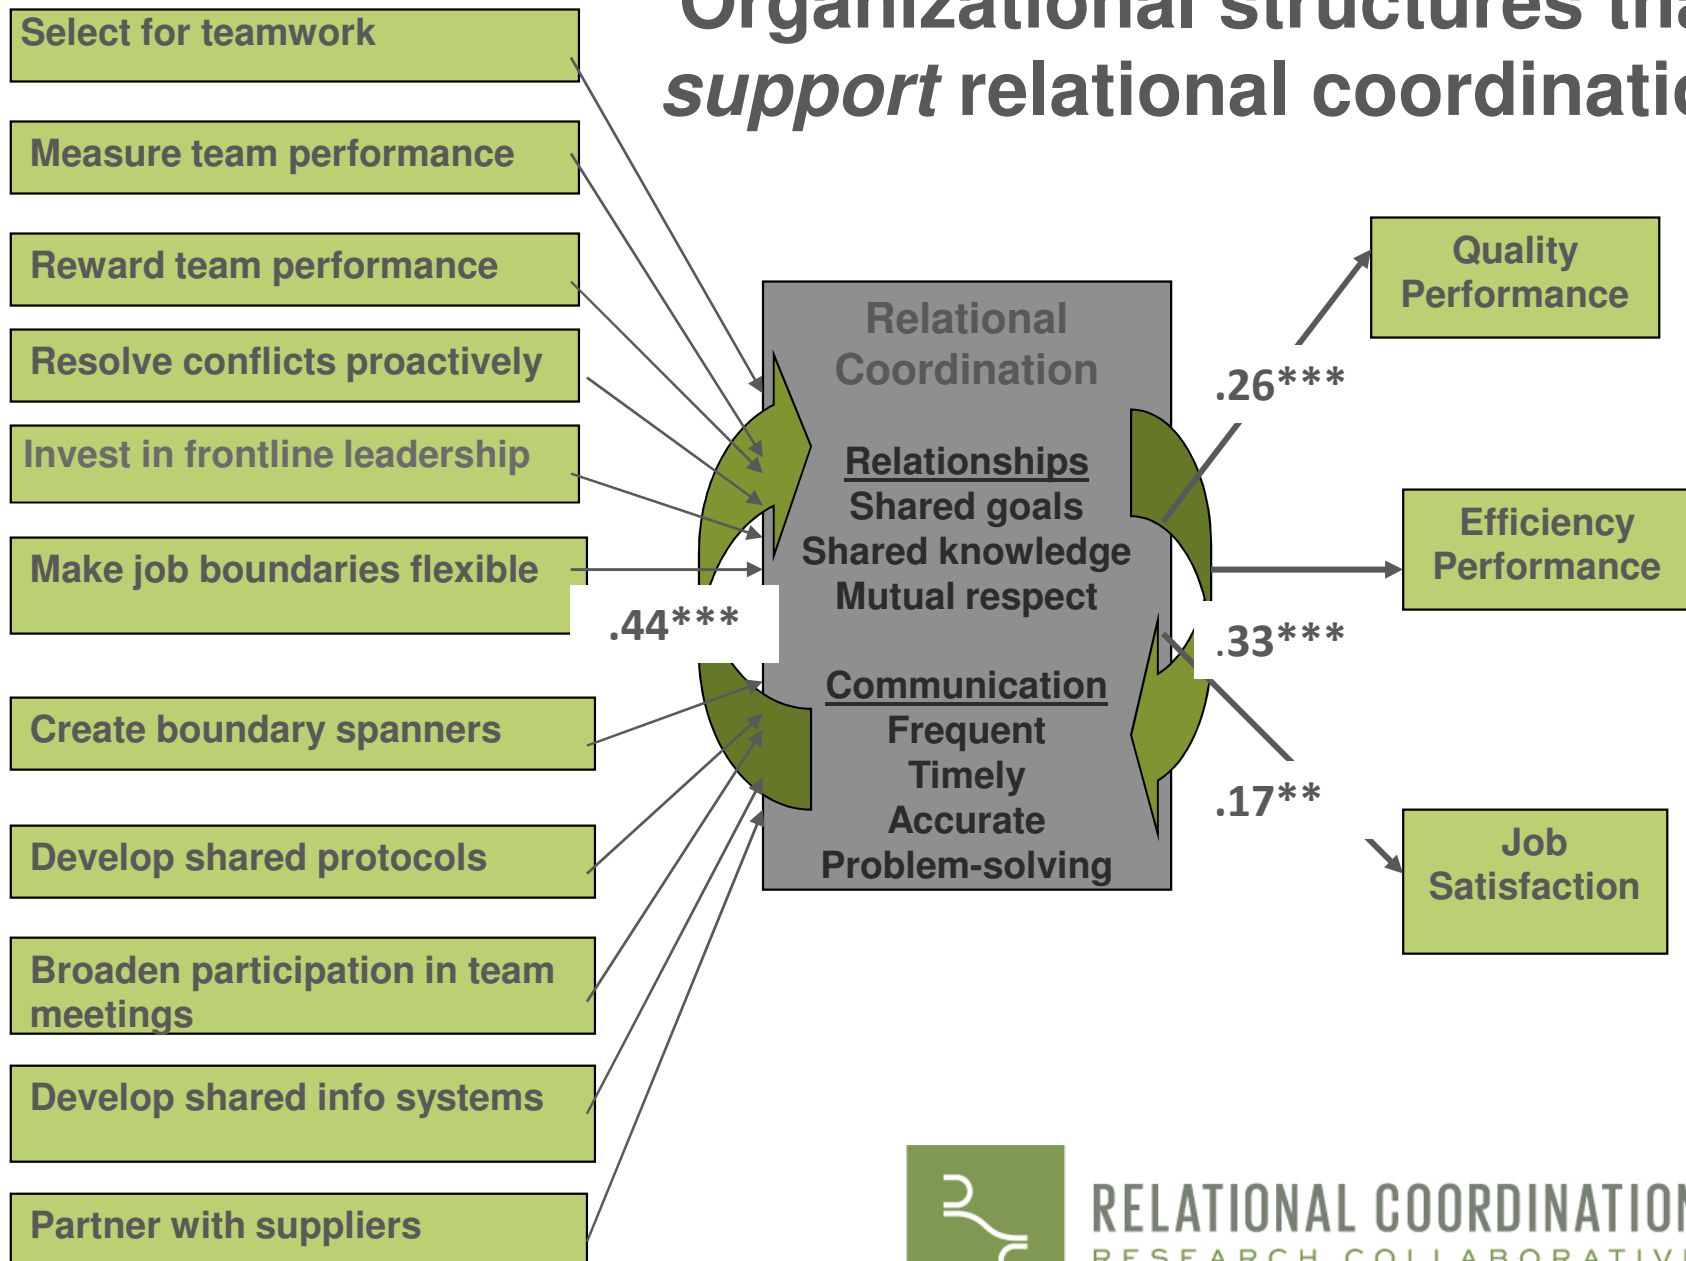 Organizational structures tha
support relational coordinatio
Select for teamwork
Measure team performance
Reward team performance
Resolve conflicts proactively
Invest in frontline leadership
Make job boundaries flexible
.44***
Create boundary spanners
Develop shared protocols
Broaden participation in team
meetings
Develop shared info systems
Partner with suppliers
Relational
Coordination
Relationships
Shared goals
Shared knowledge
Mutual respect
Communication
Frequent
Timely
Accurate
Problem-solving
.26***
.33***
.17**
Quality
Performance
Efficiency
Performance
Job
Satisfaction
RELATIONAL COORDINATION
RESEARCH COLLABORATIVE